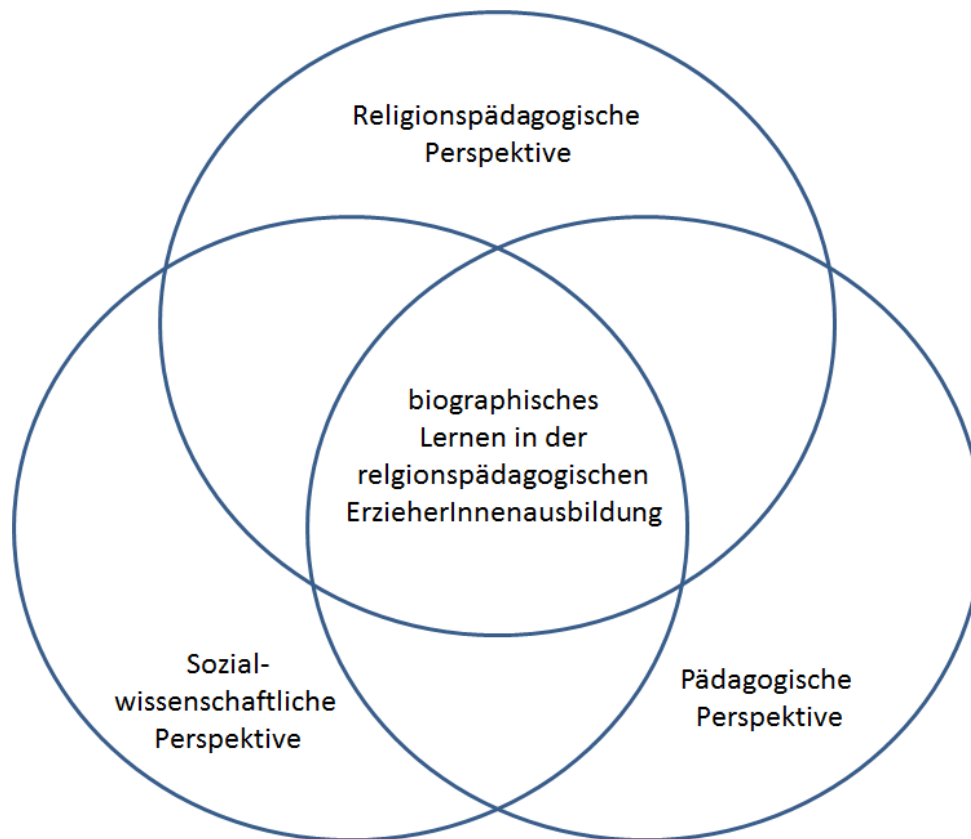 Religionspädagogische
Perspektive
biographisches
Lernen in der
relgionspädagogischen
ErzieherInnenausbildung
Sozial-
wissenschaftliche
Perspektive
Pädagogische
Perspektive